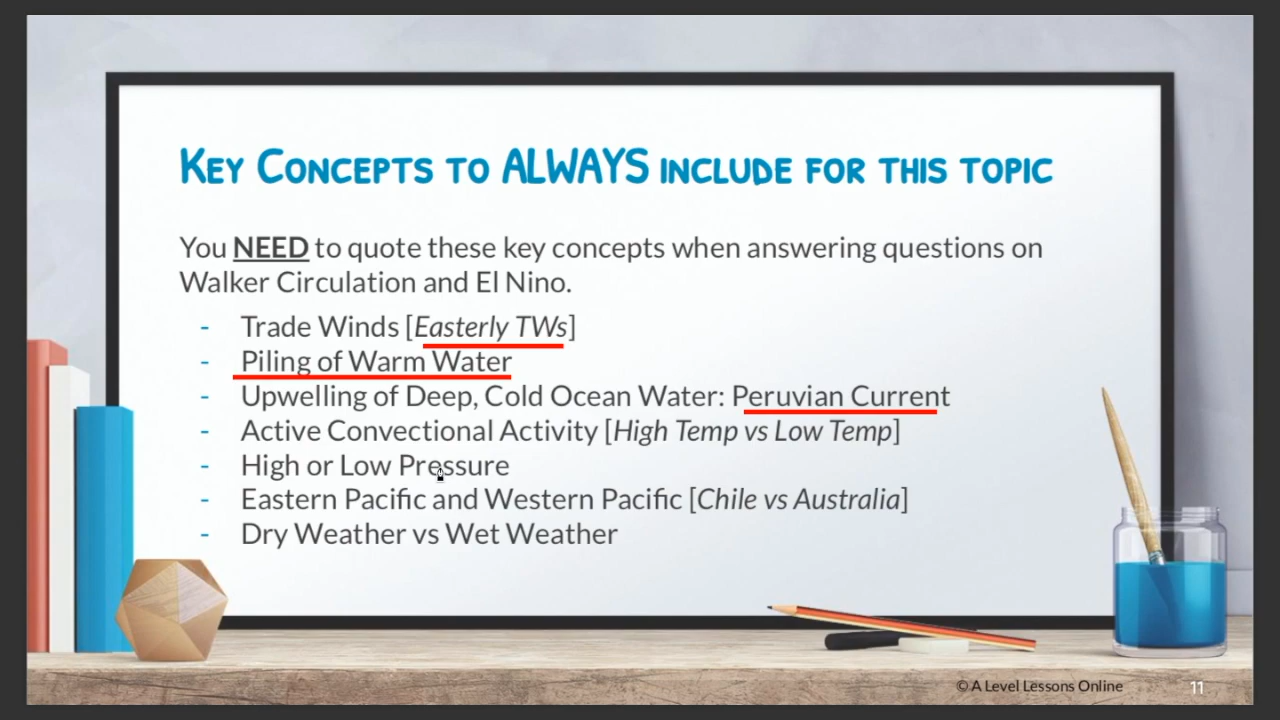 Key Concepts to ALWAYS include for this topic
You NEED to quote these key concepts when answering questions on
Walker Circulation and El Nino.
- Trade Winds [Easterly TWs]
- Piling of Warm Water
- Upwelling of Deep, Cold Ocean Water: Peruvian Current
- Active Convectional Activity [High Temp vs Low Temp]
- High or Low Pressure
- Eastern Pacific and Western Pacific [Chile vs Australia]
- Dry Weather vs Wet Weather
© A Level Lessons Online
11